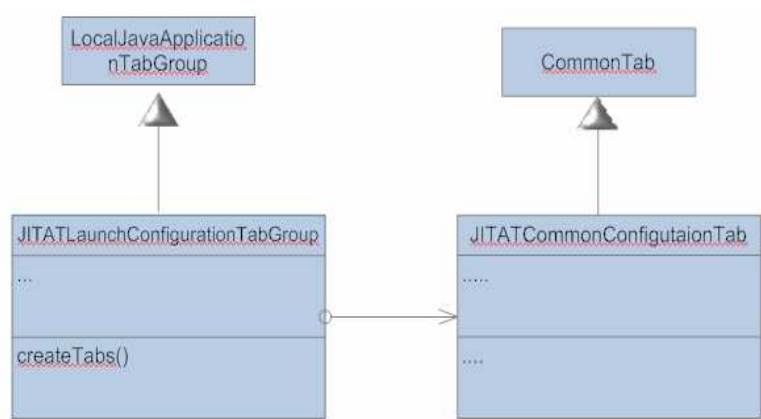 LocalJavaApplicatio
nTabGroup
CommonTab
JITATLaunchConfigurationTabGroup
JITATCommonConfigutaionTab
...
.....
createTabs()
....